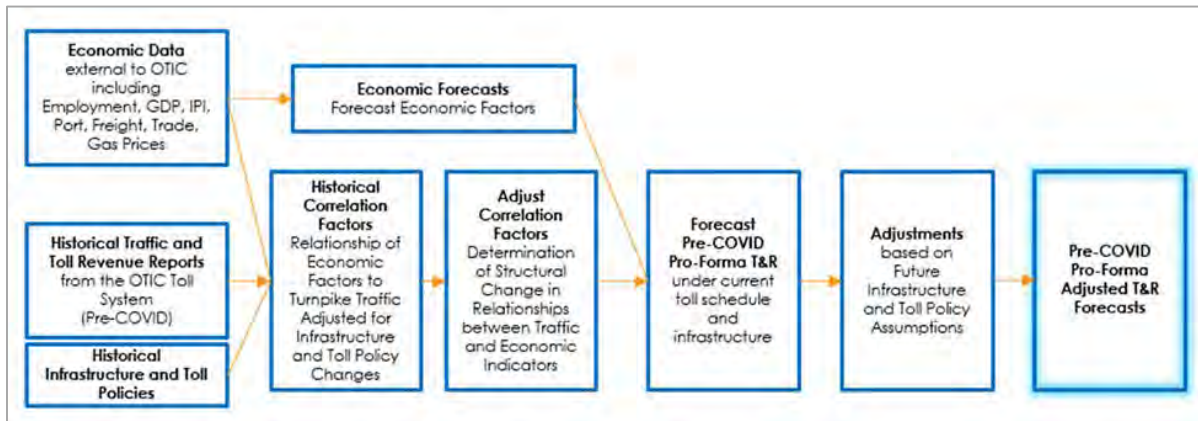 Economic Data
external to OTIC
including
Employment, GDP, IPI,
Port, Freight, Trade,
Gas Prices
Economic Forecasts
Forecast Economic Factors
Historical Traffic and
Toll Revenue Reports
from the OTIC Toll
System
(Pre-COVID)
Historical
Infrastructure and Toll
Policies
Historical
Correlation
Factors
Relationship of
Economic
Factors to
Turnpike Traffic
Adjusted for
Infrastructure
and Toll Policy
Changes
Adjust
Correlation
Factors
Determination
of Structural
Change in
Relationships
between Traffic
and Economic
Indicators
Forecast
Pre-COVID
Pro-Forma T&R
under current
toll schedule
and
infrastructure
Adjustments
based on
Future
Infrastructure
and Toll Policy
Assumptions
Pre-COVID
Pro-Forma
Adjusted T&R
Forecasts